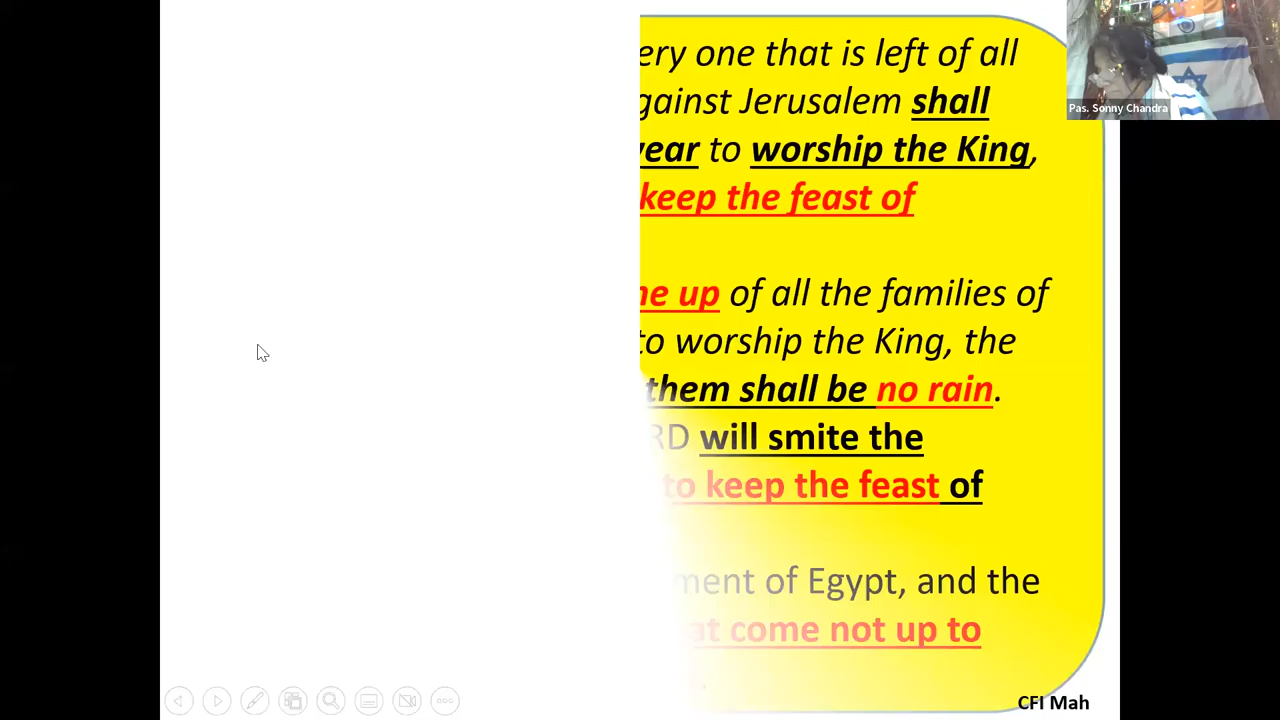 ery one that is left of all
gainst Jerusalem shall
year to worship the King,
keep the feast of
me up of all the families of
to worship the King, the
them shall be no rain.
RD will smite the
to keep the feast of
ment of Egypt, and the
at come not up to
CFI Mah
Pas. Sonny Chandra